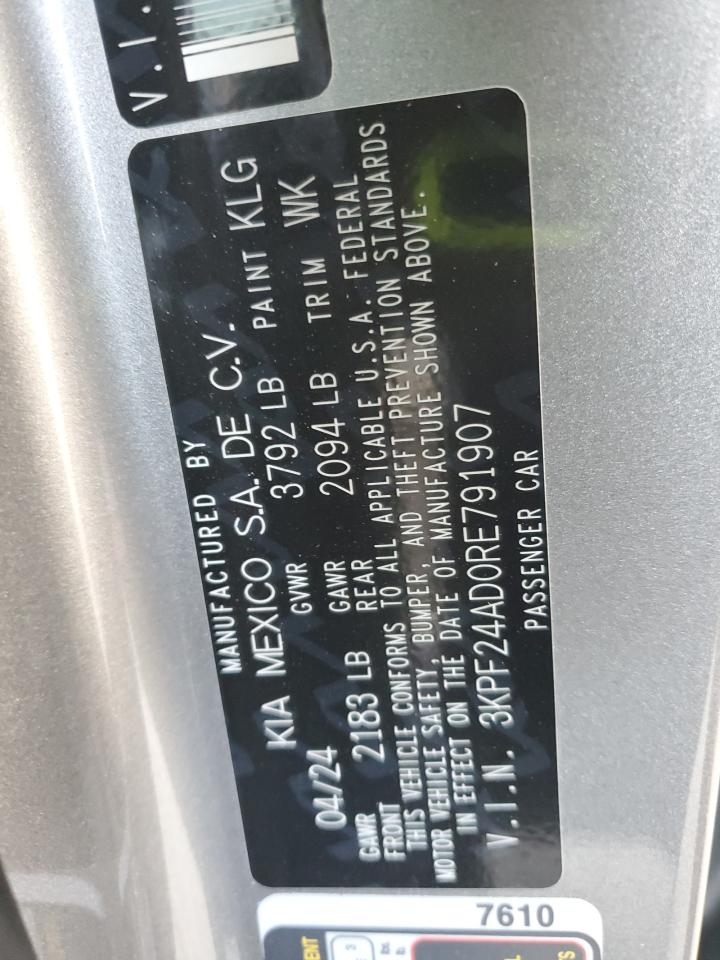 V.I.
MANUFACTURED BY
KIA MEXICO S.A. DE C.V.
04/24 GVWR 3792 LB PAINT KLG
GAWR FRONT 2183 LB GAWR REAR 2094 LB TRIM WK
THIS VEHICLE CONFORMS TO ALL APPLICABLE U.S.A. FEDERAL
MOTOR VEHICLE SAFETY, BUMPER, AND THEFT PREVENTION STANDARDS
IN EFFECT ON THE DATE OF MANUFACTURE SHOWN ABOVE.
V.I.N. 3KPF24AD0RE791907
PASSENGER CAR
7610